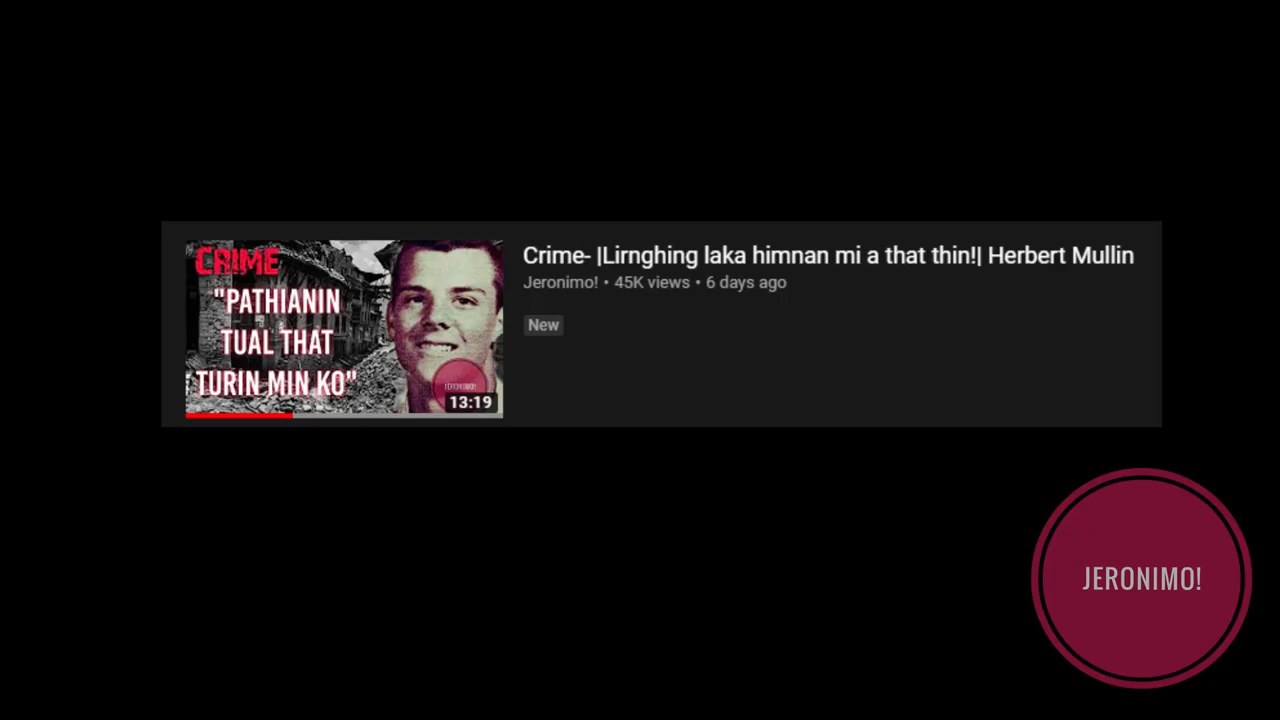 CRIME
"PATHIANIN
TUAL THAT
TURIN MIN KO"
JERONIMO!
13:19
Crime- |Lirnghing laka himnan mi a that thin!| Herbert Mullin
Jeronimo! • 45K views • 6 days ago
New
JERONIMO!